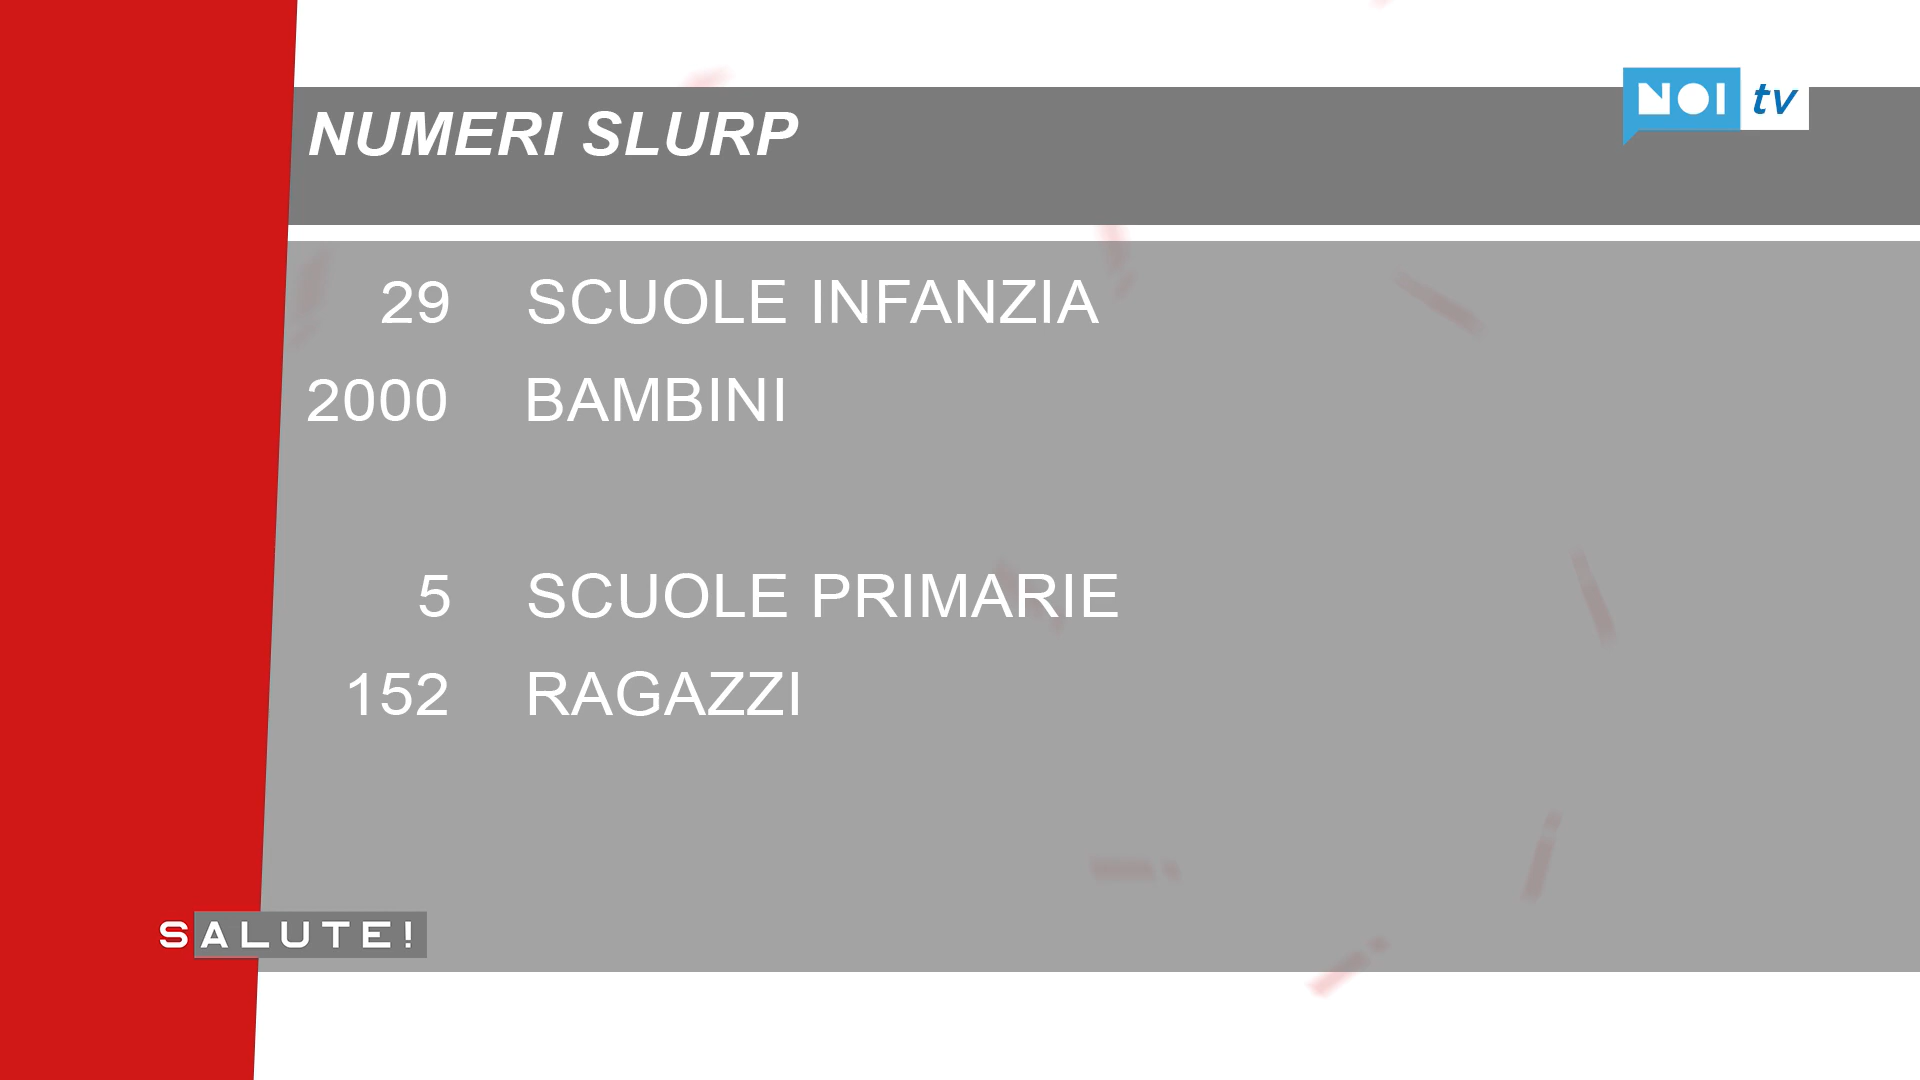 NUMERI SLURP
NOI tv
29 SCUOLE INFANZIA
2000 BAMBINI
5 SCUOLE PRIMARIE
152 RAGAZZI
SALUTE!